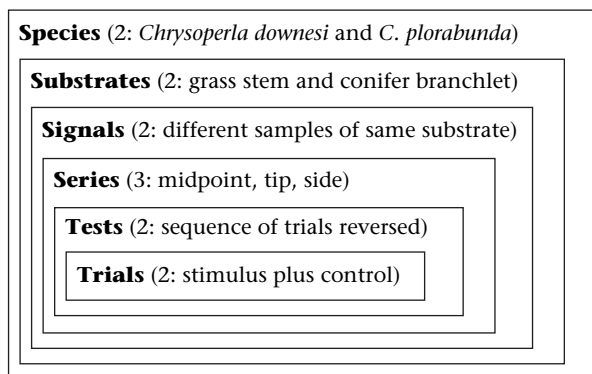 Species (2: Chrysoperla downesi and C. plorabunda)
Substrates (2: grass stem and conifer branchlet)
Signals (2: different samples of same substrate)
Series (3: midpoint, tip, side)
Tests (2: sequence of trials reversed)
Trials (2: stimulus plus control)